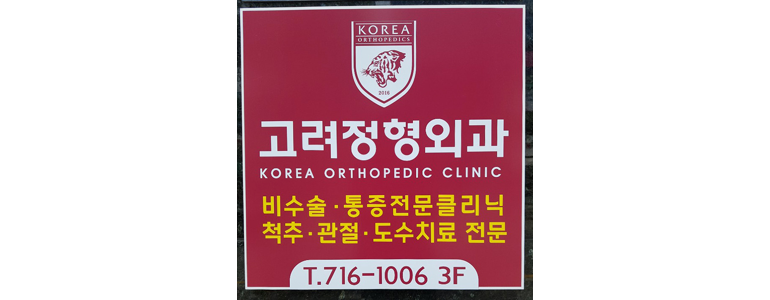 KOREA
ORTHOPEDICS
2016
고려정형외과
KOREA ORTHOPEDIC CLINIC
비수술·통증전문클리닉
척추·관절·도수치료 전문
T.716-1006 3F